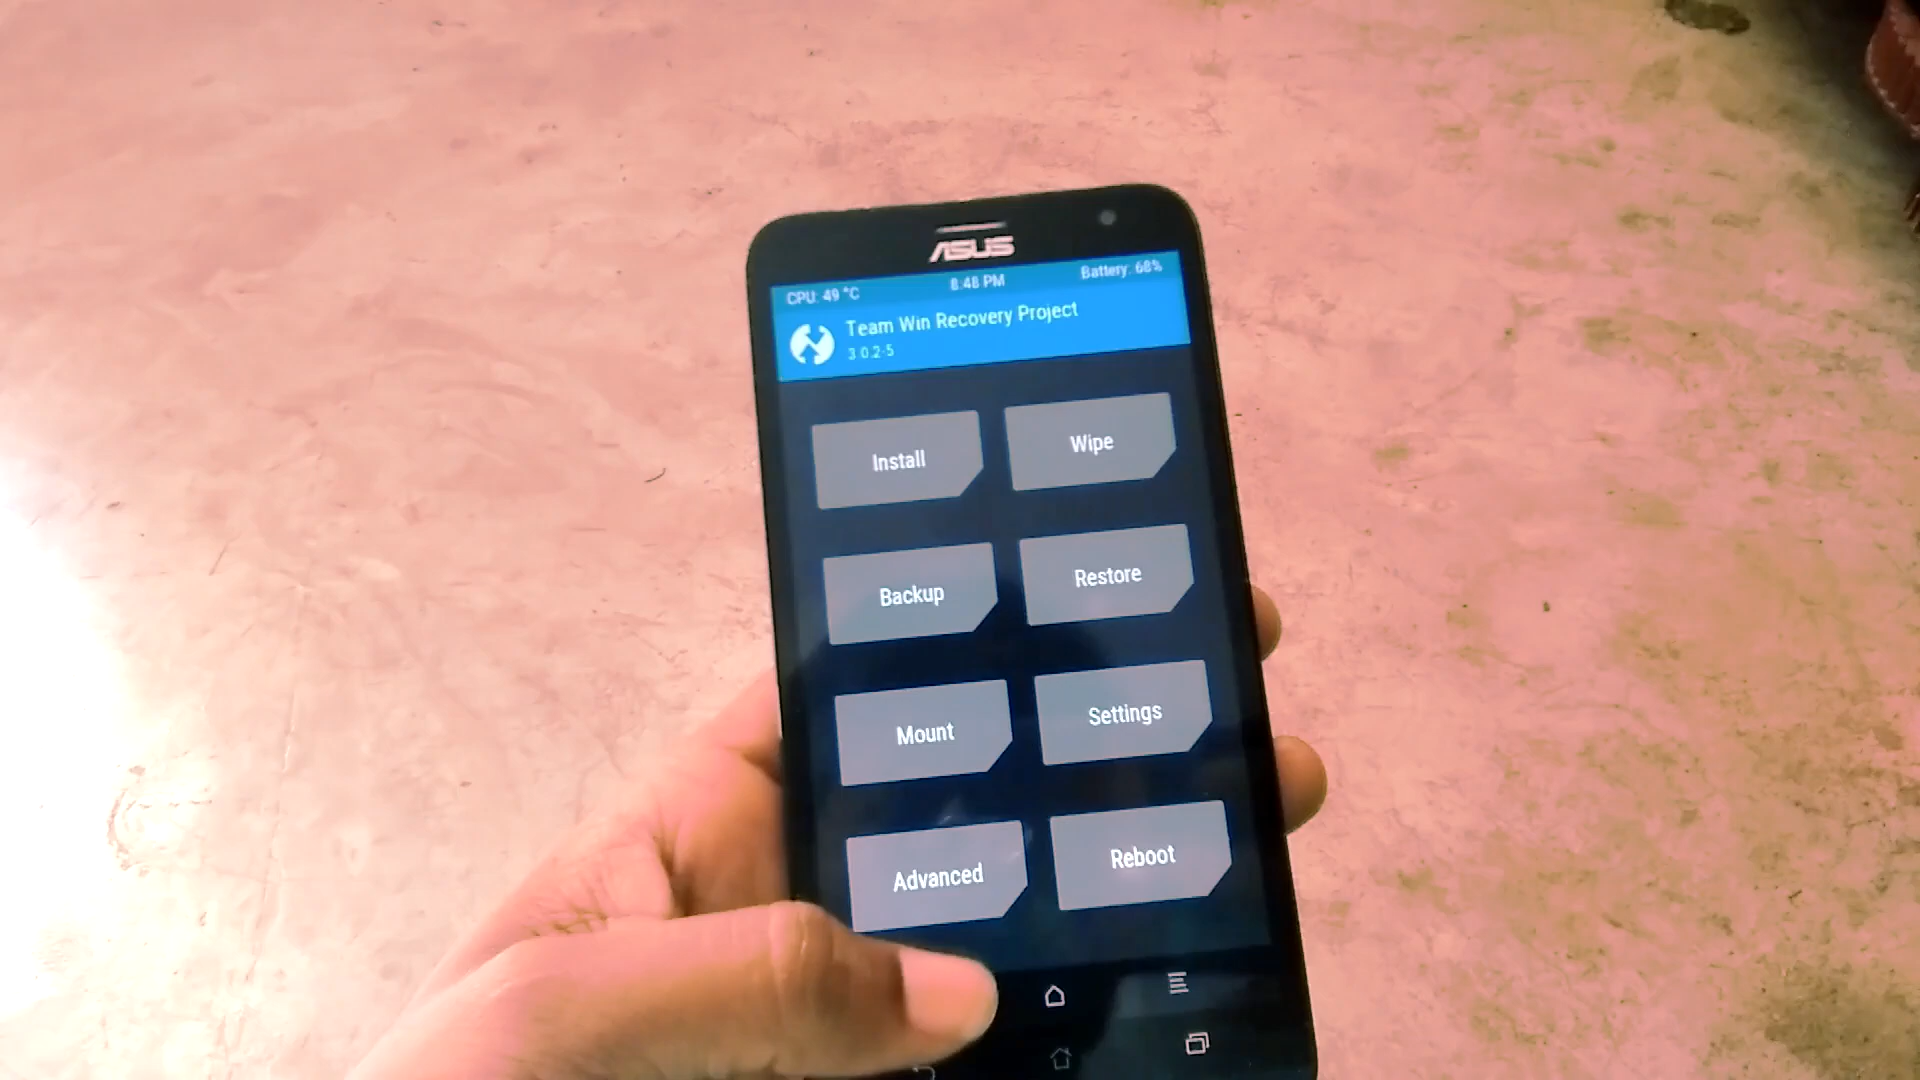 ASUS
CPU: 49 °C 8:48 PM Battery: 68%
Team Win Recovery Project
3.0.2-5
Install Wipe
Backup Restore
Mount Settings
Advanced Reboot